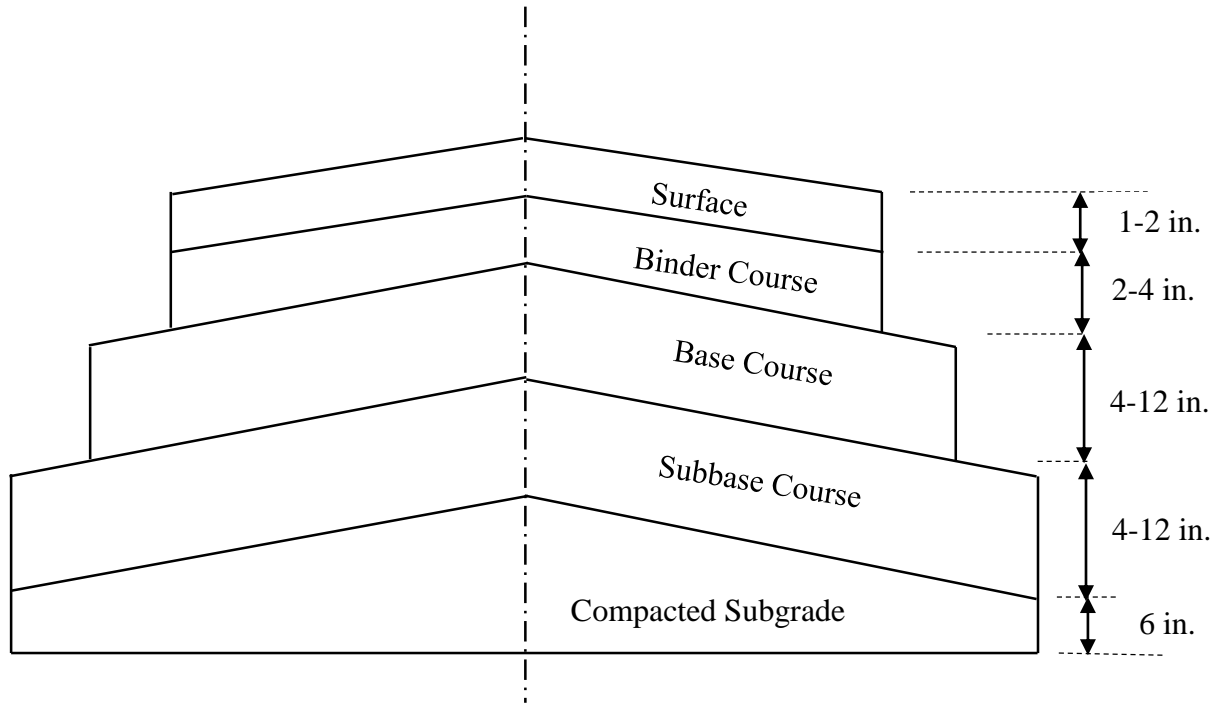 Surface
1-2 in.
Binder Course
2-4 in.
Base Course
4-12 in.
Subbase Course
4-12 in.
Compacted Subgrade
6 in.